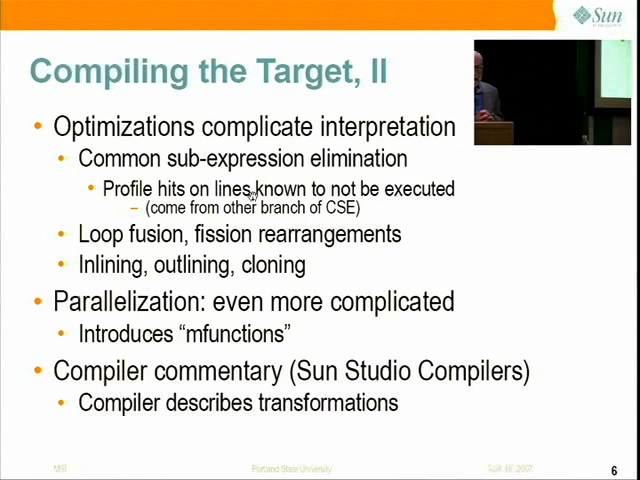 Sun
Compiling the Target, II
• Optimizations complicate interpretation
• Common sub-expression elimination
• Profile hits on lines known to not be executed
– (come from other branch of CSE)
• Loop fusion, fission rearrangements
• Inlining, outlining, cloning
• Parallelization: even more complicated
• Introduces “mfunctions”
• Compiler commentary (Sun Studio Compilers)
• Compiler describes transformations
Portland State University
6